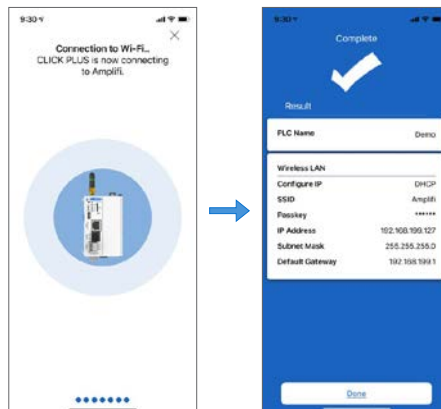 9:30
Connection to Wi-Fi...
CLICK PLUS is now connecting
to Amplifi.
9:30
Complete
Result
PLC Name Demo
Wireless LAN
Configure IP DHCP
SSID Amplifi
Passkey ••••••
IP Address 192.168.199.127
Subnet Mask 255.255.255.0
Default Gateway 192.168.199.1
Done